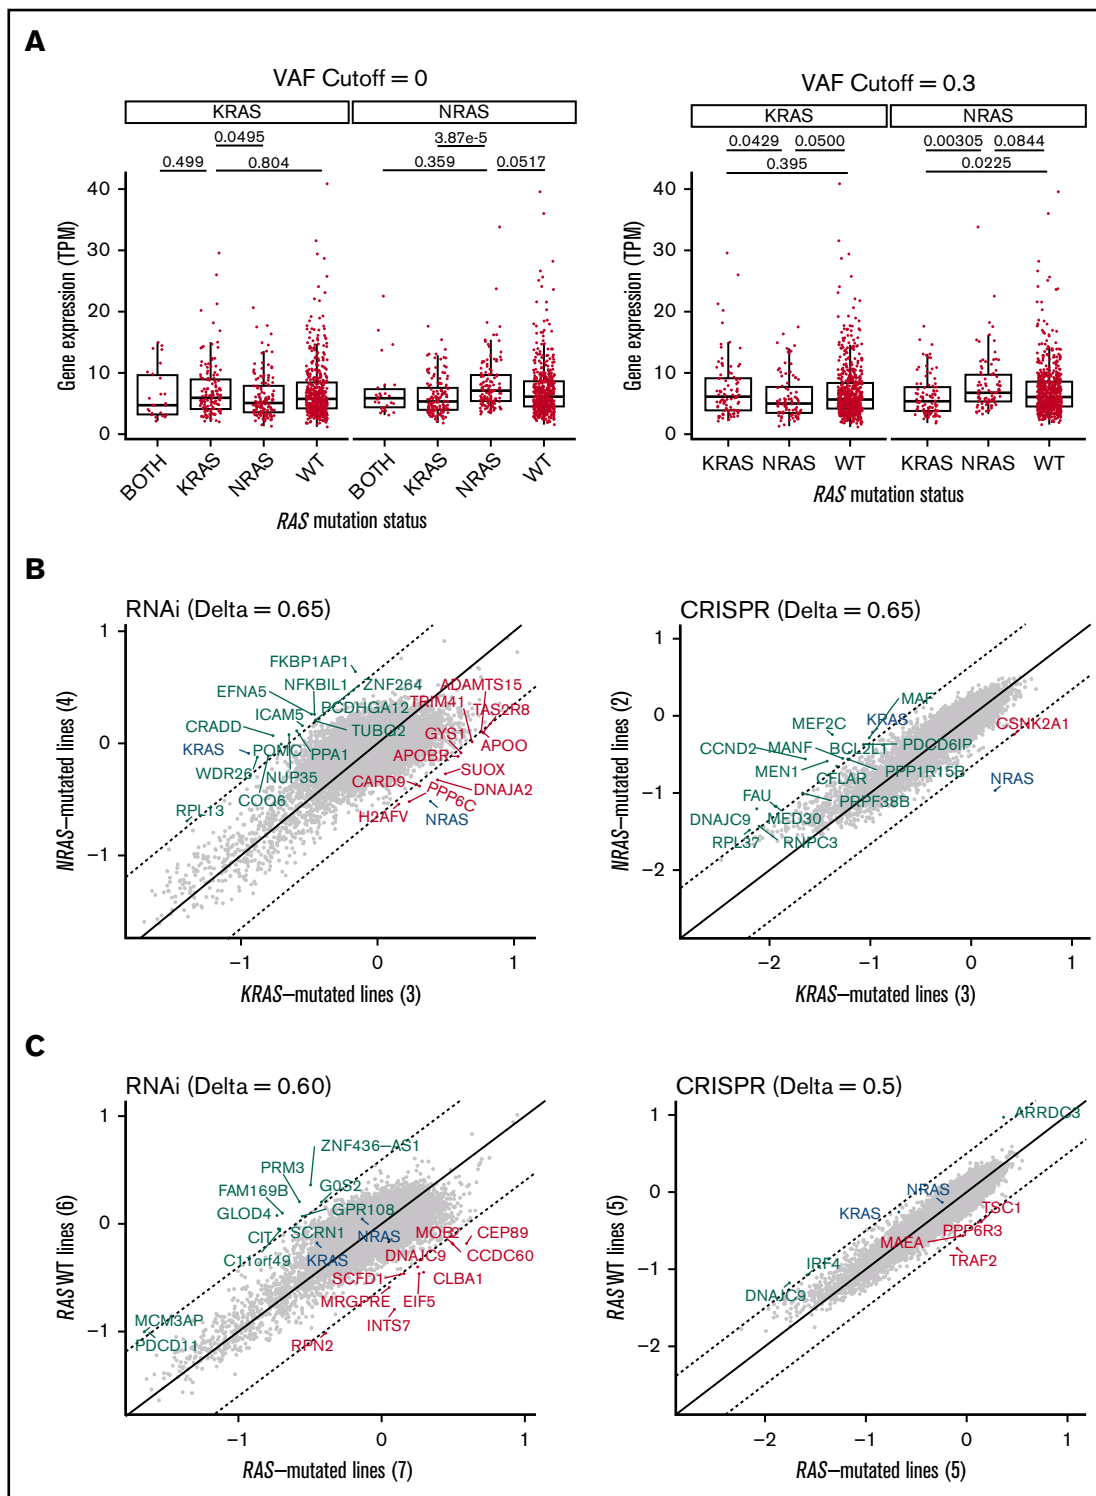 A
VAF Cutoff = 0
KRAS NRAS
0.0495 3.87e-5
0.499 0.804 0.359 0.0517
Gene expression (TPM)
40
30
20
10
0
BOTH KRAS NRAS WT BOTH KRAS NRAS WT
RAS mutation status
VAF Cutoff = 0.3
KRAS NRAS
0.0429 0.0500 0.00305 0.0844
0.395 0.0225
Gene expression (TPM)
40
30
20
10
0
KRAS NRAS WT KRAS NRAS WT
RAS mutation status
B
RNAi (Delta = 0.65)
NRAS–mutated lines (4)
1
0
−1
FKBP1AP1
NFKBIL1 ZNF264 ADAMTS15
EFNA5 PCDHGA12 TRIM41 TAS2R8
ICAM5
CRADD TUBG2 GYS1
KRAS POMC PPA1 APOBR APOO
WDR26 NUP35 SUOX
CARD9 DNAJA2
COQ6 PPP6C
RPL13 H2AFV NRAS
−1 0 1
KRAS–mutated lines (3)
CRISPR (Delta = 0.65)
NRAS–mutated lines (2)
1
0
−1
−2
MAF
KRAS
MEF2C CSNK2A1
CCND2 MANF BCL2L1 PDCD6IP
MEN1 CFLAR PPP1R15B NRAS
FAU PRPF38B
DNAJC9 MED30
RPL37 RNPC3
−2 −1 0 1
KRAS–mutated lines (3)
C
RNAi (Delta = 0.60)
RAS WT lines (6)
1
0
−1
ZNF436–AS1
PRM3
FAM169B G0S2
GLOD4 GPR108
CIT SCRN1 NRAS MOB2 CEP89
C11orf49 KRAS DNAJC9 CCDC60
SCFD1 CLBA1
MRGPRE EIF5
MCM3AP INTS7
PDCD11 RPN2
−1 0 1
RAS–mutated lines (7)
CRISPR (Delta = 0.5)
RAS WT lines (5)
1
0
−1
−2
ARRDC3
NRAS
KRAS TSC1
PPP6R3
MAEA
IRF4 TRAF2
DNAJC9
−2 −1 0 1
RAS–mutated lines (5)